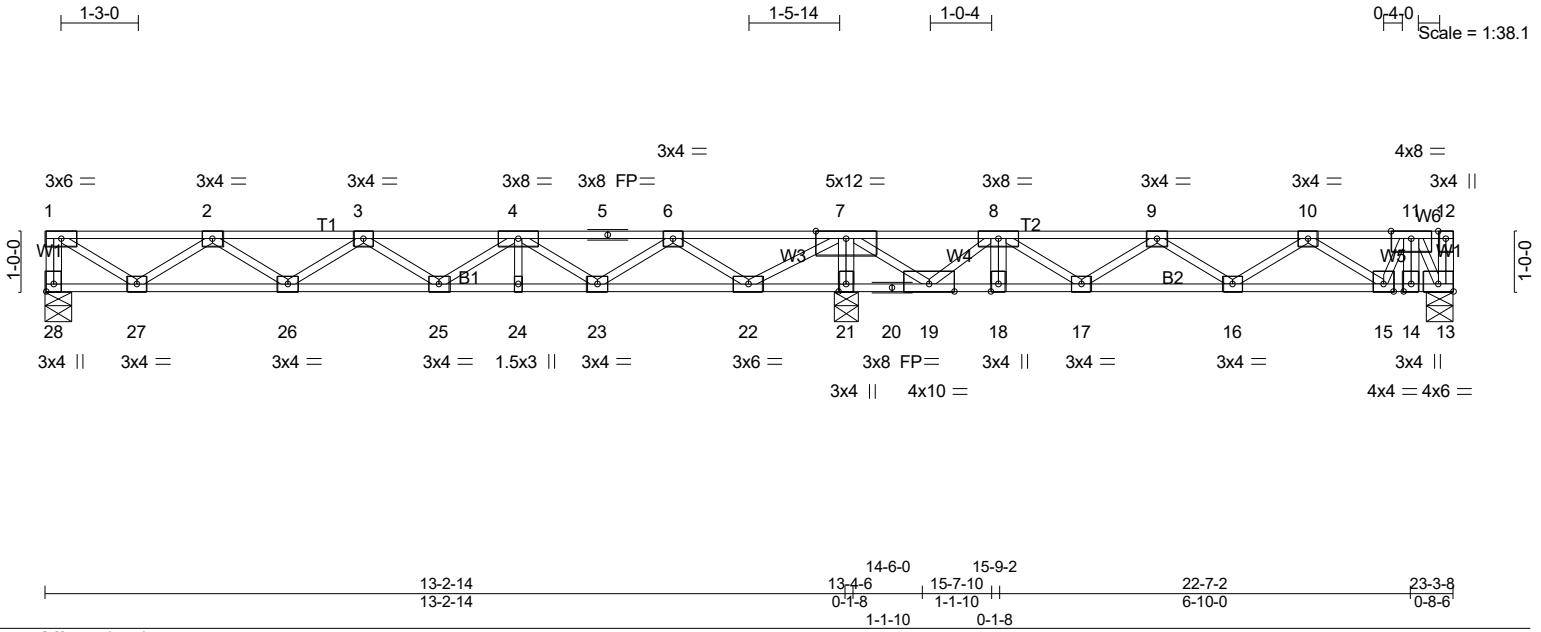 1-3-0 1-5-14 1-0-4 0-4-0
Scale = 1:38.1
3x4 = 4x8 =
3x6 = 3x4 = 3x4 = 3x8 = 3x8 FP= 5x12 = 3x8 = 3x4 = 3x4 = 3x4 ||
1 2 3 4 5 6 7 8 9 10 11 12
T1 T2 W6
1-0-0 W1 W3 W4 W5 W1 1-0-0
B1 B2
28 27 26 25 24 23 22 21 20 19 18 17 16 15 14 13
3x4 || 3x4 = 3x4 = 3x4 = 1.5x3 || 3x4 = 3x6 = 3x8 FP= 3x4 || 3x4 = 3x4 = 3x4 ||
3x4 || 4x10 = 4x4 = 4x6 =
14-6-0 15-9-2
13-2-14 13-4-6 15-7-10 22-7-2 23-3-8
13-2-14 0-1-8 1-1-10 6-10-0 0-8-6
1-1-10 0-1-8